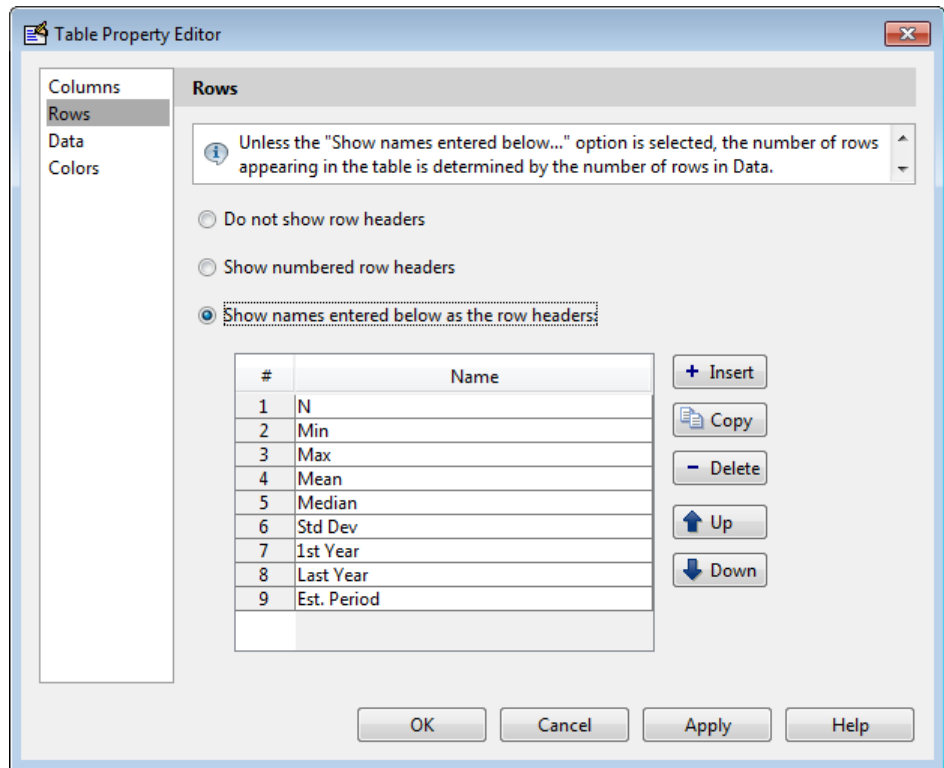 Table Property Editor
Columns
Rows
Data
Colors
Rows
Unless the "Show names entered below..." option is selected, the number of rows
appearing in the table is determined by the number of rows in Data.
Do not show row headers
Show numbered row headers
Show names entered below as the row headers:
# Name
1 N
2 Min
3 Max
4 Mean
5 Median
6 Std Dev
7 1st Year
8 Last Year
9 Est. Period
+ Insert
Copy
− Delete
Up
Down
OK Cancel Apply Help